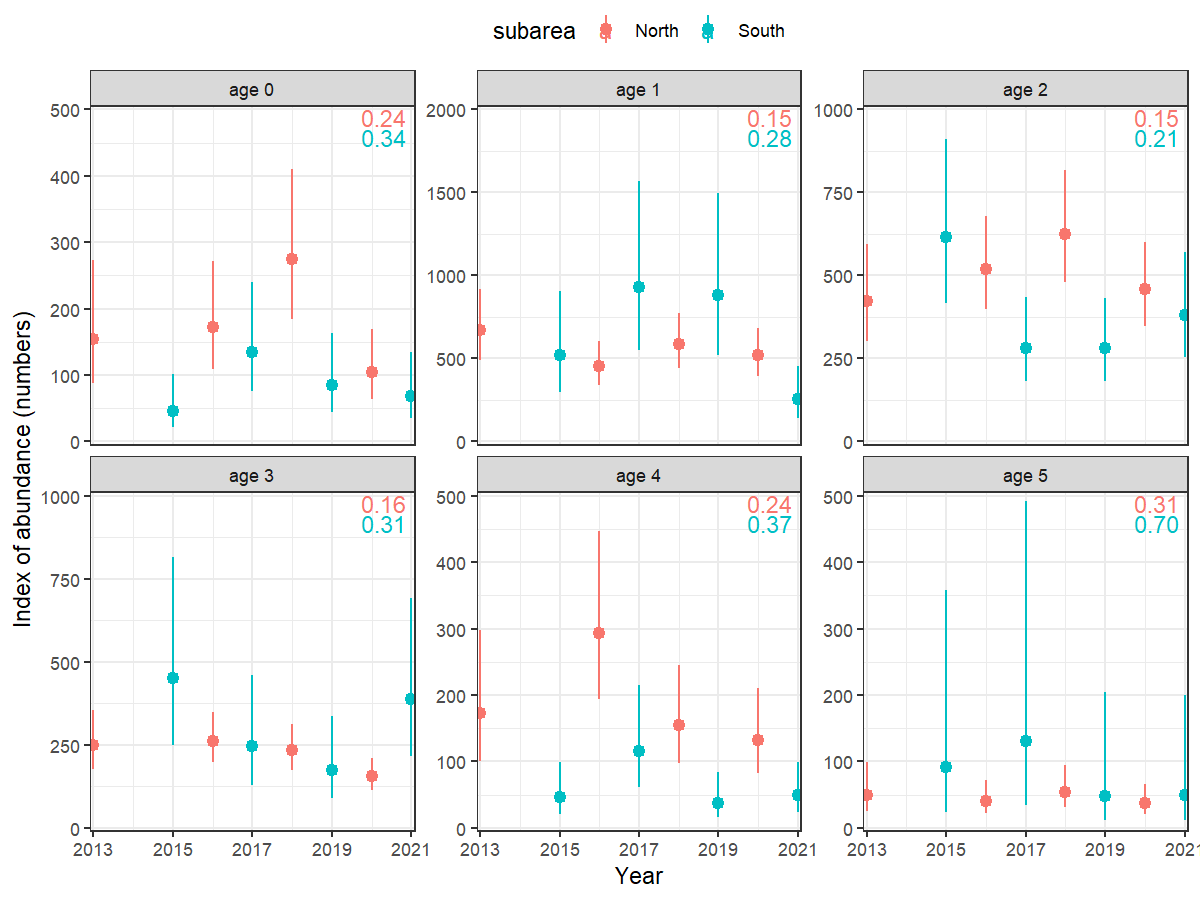 subarea North South
age 0 age 1 age 2
500 0.24 2000 0.15 1000 0.15
0.34 0.28 0.21
400 1500 750
300
1000 500
200
500 250
100
0 0 0
age 3 age 4 age 5
1000 0.16 500 0.24 500 0.31
0.31 0.37 0.70
750 400 400
300 300
500
200 200
250 100 100
0 0 0
2013 2015 2017 2019 2021 2013 2015 2017 2019 2021 2013 2015 2017 2019 2021
Year
Index of abundance (numbers)